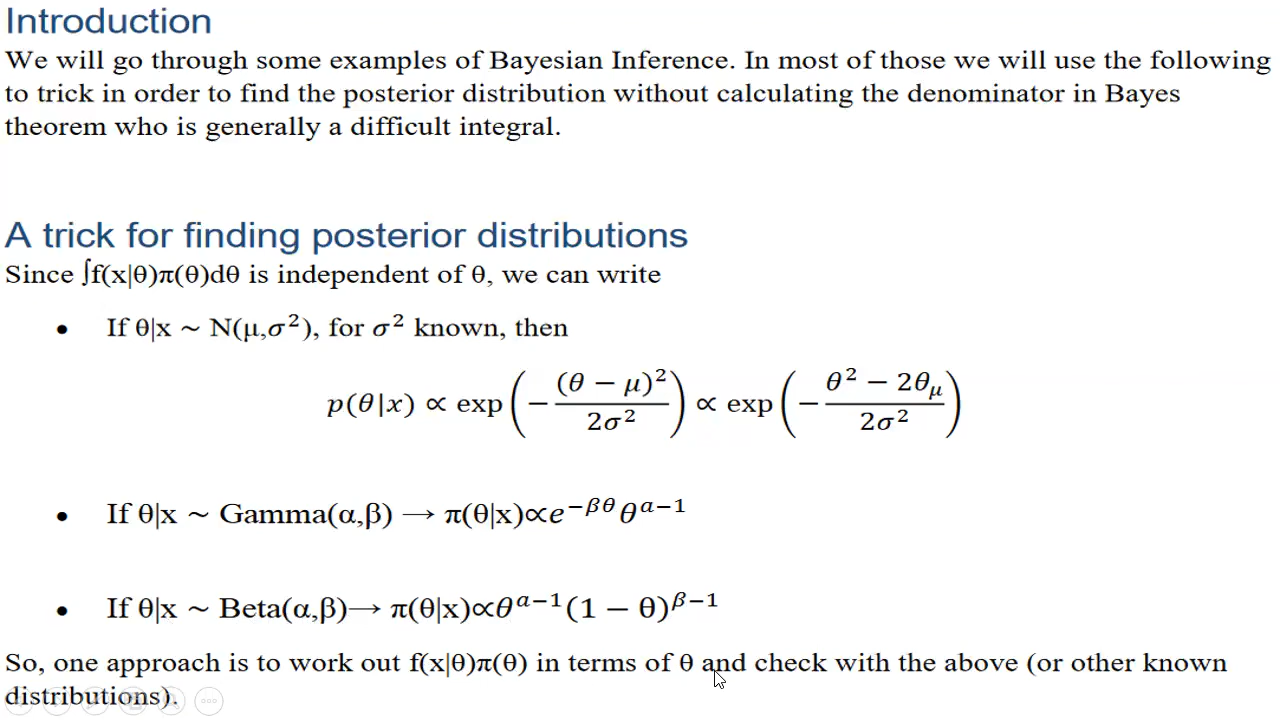 Introduction
We will go through some examples of Bayesian Inference. In most of those we will use the following
to trick in order to find the posterior distribution without calculating the denominator in Bayes
theorem who is generally a difficult integral.
A trick for finding posterior distributions
Since ∫f(x|θ)π(θ)dθ is independent of θ, we can write
• If θ|x ~ N(μ,σ²), for σ² known, then
p(θ|x) ∝ exp(−(θ − μ)²/2σ²) ∝ exp(−θ² − 2θ_μ/2σ²)
• If θ|x ~ Gamma(α,β) → π(θ|x)∝e^{−βθ}θ^{α−1}
• If θ|x ~ Beta(α,β)→ π(θ|x)∝θ^{α−1}(1 − θ)^{β−1}
So, one approach is to work out f(x|θ)π(θ) in terms of θ and check with the above (or other known
distributions).